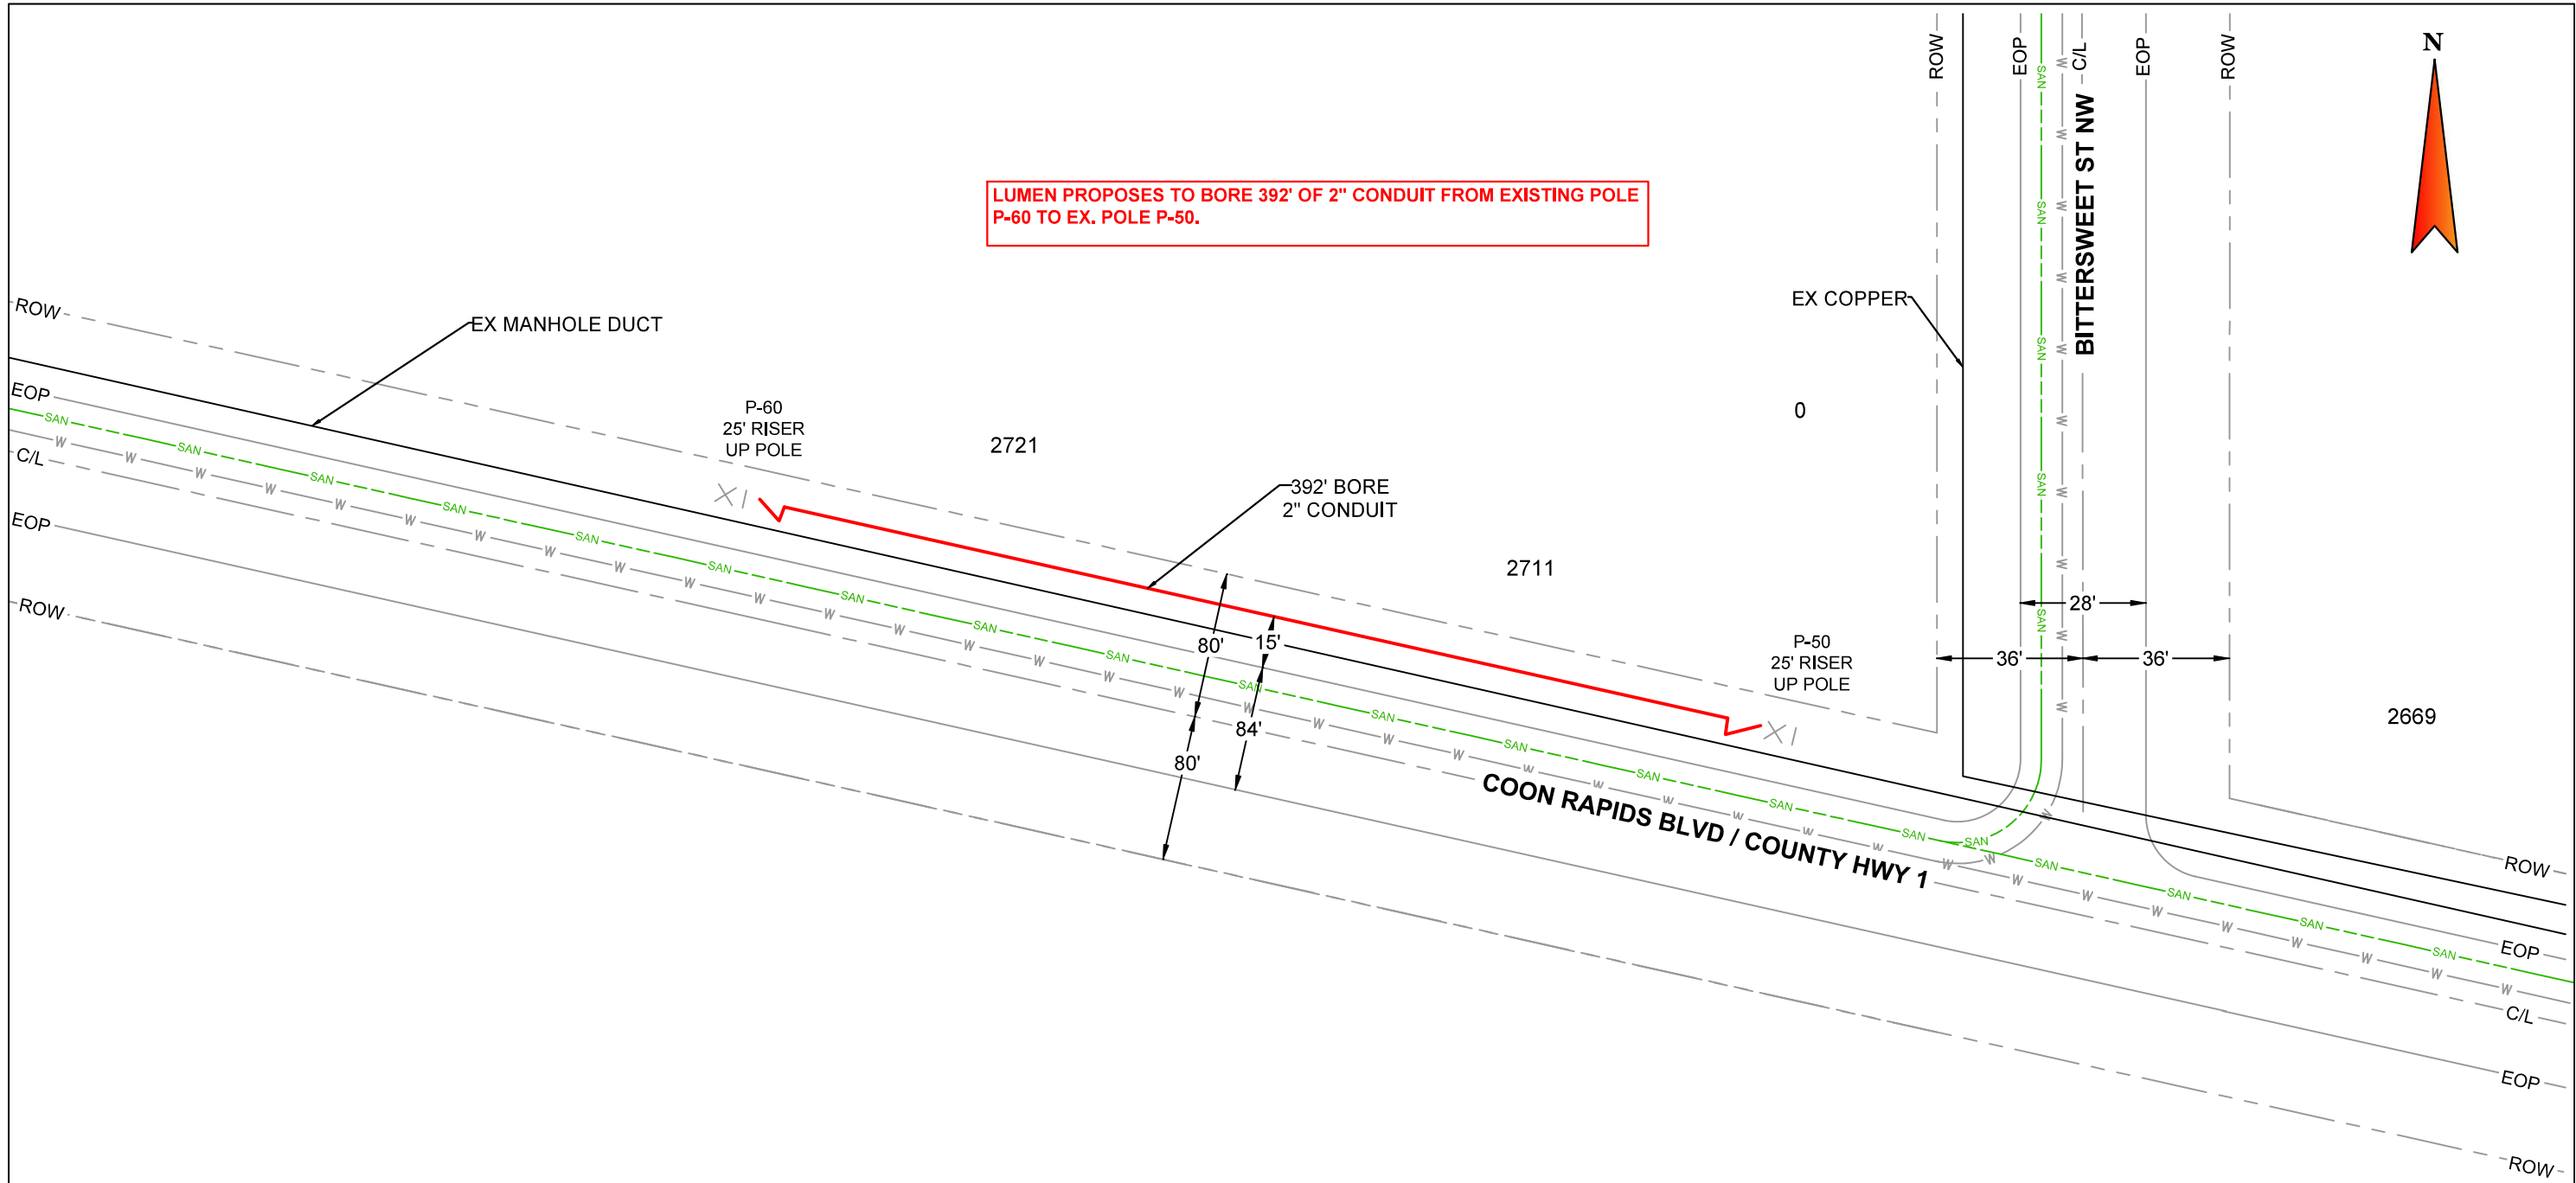 N
ROW
EOP
SAN
W
C/L
EOP
ROW
BITTERSWEET ST NW
LUMEN PROPOSES TO BORE 392' OF 2" CONDUIT FROM EXISTING POLE
P-60 TO EX. POLE P-50.
EX COPPER
ROW
EX MANHOLE DUCT
EOP
SAN
W
C/L
EOP
ROW
P-60
25' RISER
UP POLE
2721
0
392' BORE
2" CONDUIT
2711
28'
36'
36'
80'
15'
84'
80'
P-50
25' RISER
UP POLE
2669
COON RAPIDS BLVD / COUNTY HWY 1
ROW
EOP
SAN
W
C/L
EOP
ROW